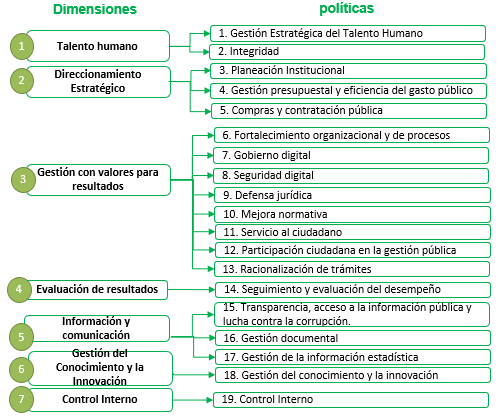 Dimensiones
políticas
1
Talento humano
1. Gestión Estratégica del Talento Humano
2. Integridad
2
Direccionamiento
Estratégico
3. Planeación Institucional
4. Gestión presupuestal y eficiencia del gasto público
5. Compras y contratación pública
3
Gestión con valores para
resultados
6. Fortalecimiento organizacional y de procesos
7. Gobierno digital
8. Seguridad digital
9. Defensa jurídica
10. Mejora normativa
11. Servicio al ciudadano
12. Participación ciudadana en la gestión pública
13. Racionalización de trámites
4
Evaluación de resultados
14. Seguimiento y evaluación del desempeño
5
Información y
comunicación
15. Transparencia, acceso a la información pública y
lucha contra la corrupción.
16. Gestión documental
17. Gestión de la información estadística
6
Gestión del
Conocimiento y la
Innovación
18. Gestión del conocimiento y la innovación
7
Control Interno
19. Control Interno